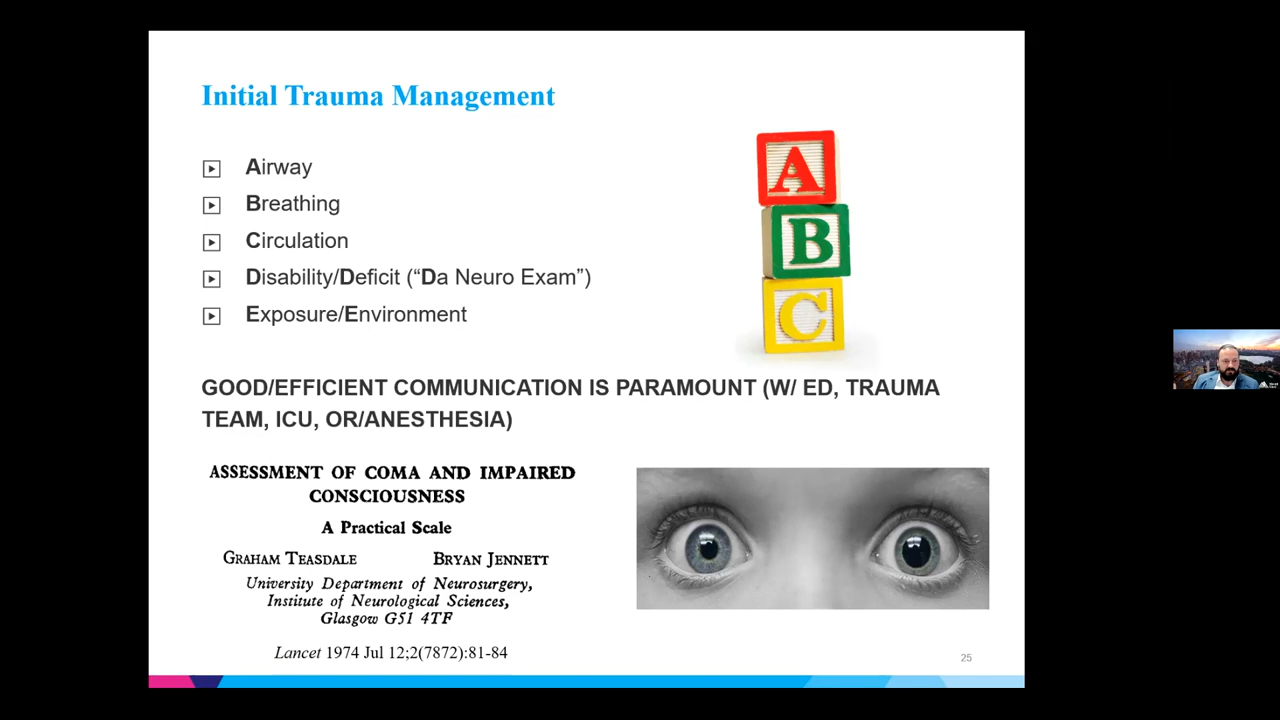 Initial Trauma Management
Airway
Breathing
Circulation
Disability/Deficit (“Da Neuro Exam”)
Exposure/Environment
A
B
C
GOOD/EFFICIENT COMMUNICATION IS PARAMOUNT (W/ ED, TRAUMA
TEAM, ICU, OR/ANESTHESIA)
ASSESSMENT OF COMA AND IMPAIRED
CONSCIOUSNESS
A Practical Scale
GRAHAM TEASDALE BRYAN JENNETT
University Department of Neurosurgery,
Institute of Neurological Sciences,
Glasgow G51 4TF
Lancet 1974 Jul 12;2(7872):81-84
25